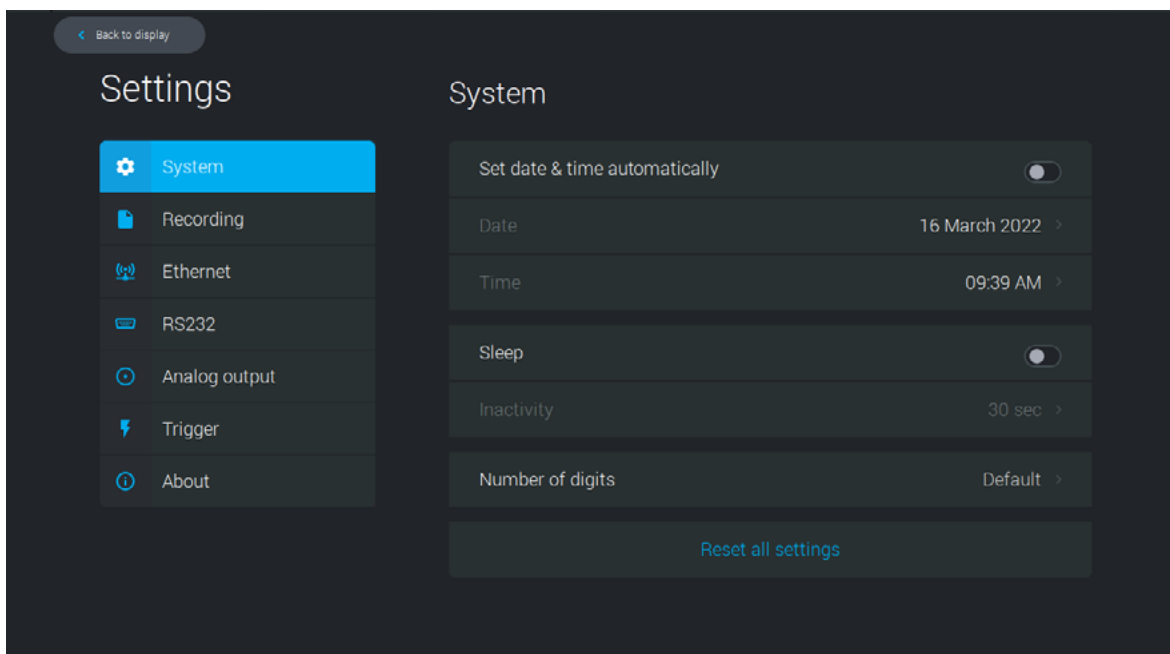 Back to display
Settings
System
Recording
Ethernet
RS232
Analog output
Trigger
About
System
Set date & time automatically
Date 16 March 2022
Time 09:39 AM
Sleep
Inactivity 30 sec
Number of digits Default
Reset all settings